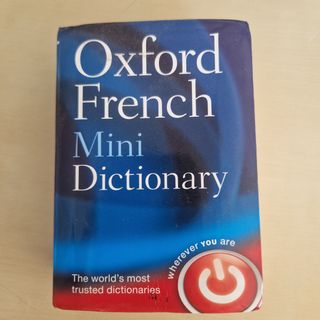 Oxford
French
Mini
Dictionary
wherever YOU are
The world's most
trusted dictionaries